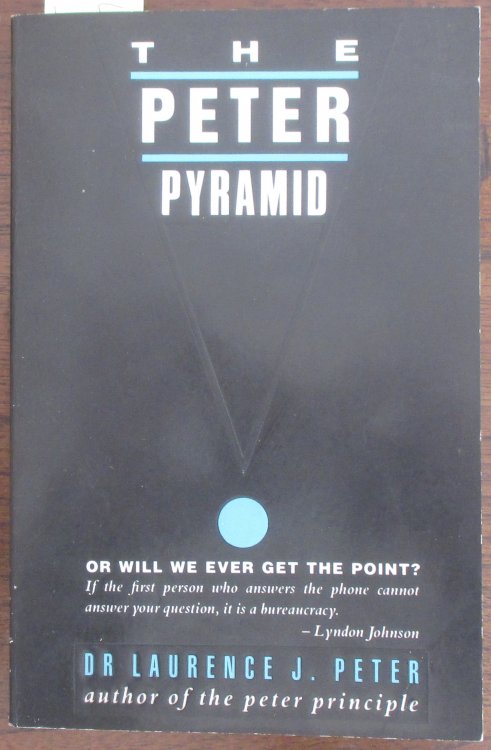 THE
PETER
PYRAMID
OR WILL WE EVER GET THE POINT?
If the first person who answers the phone cannot
answer your question, it is a bureaucracy.
– Lyndon Johnson
DR LAURENCE J. PETER
author of the peter principle